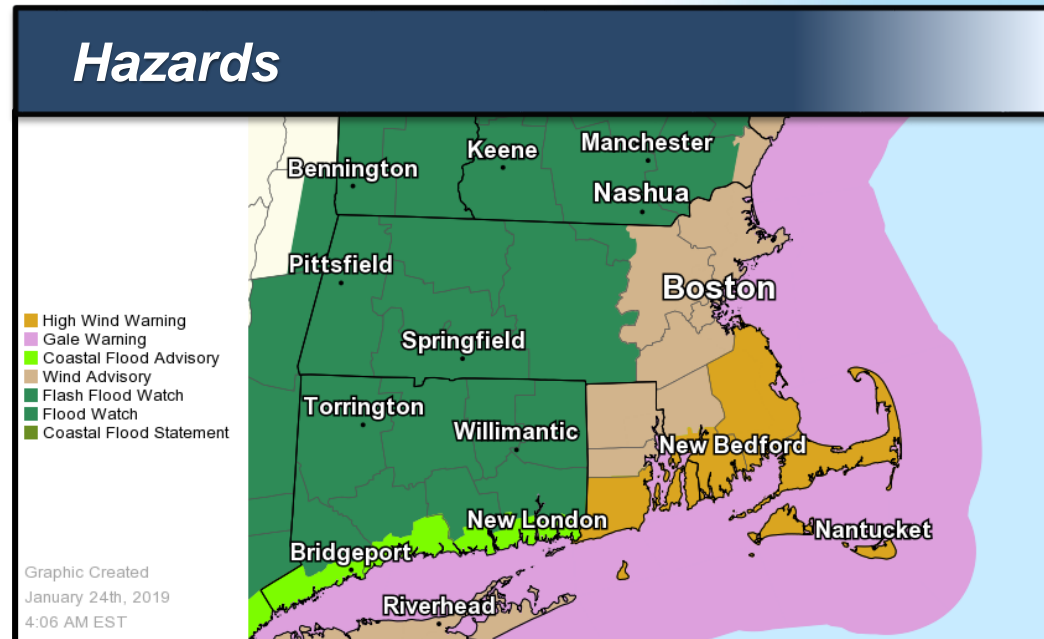 Hazards
Manchester
Keene
Bennington
Nashua
Pittsfield
Boston
High Wind Warning
Gale Warning
Coastal Flood Advisory
Wind Advisory
Flash Flood Watch
Flood Watch
Coastal Flood Statement
Springfield
Torrington
Willimantic
New Bedford
New London
Nantucket
Bridgeport
Riverhead
Graphic Created
January 24th, 2019
4:06 AM EST